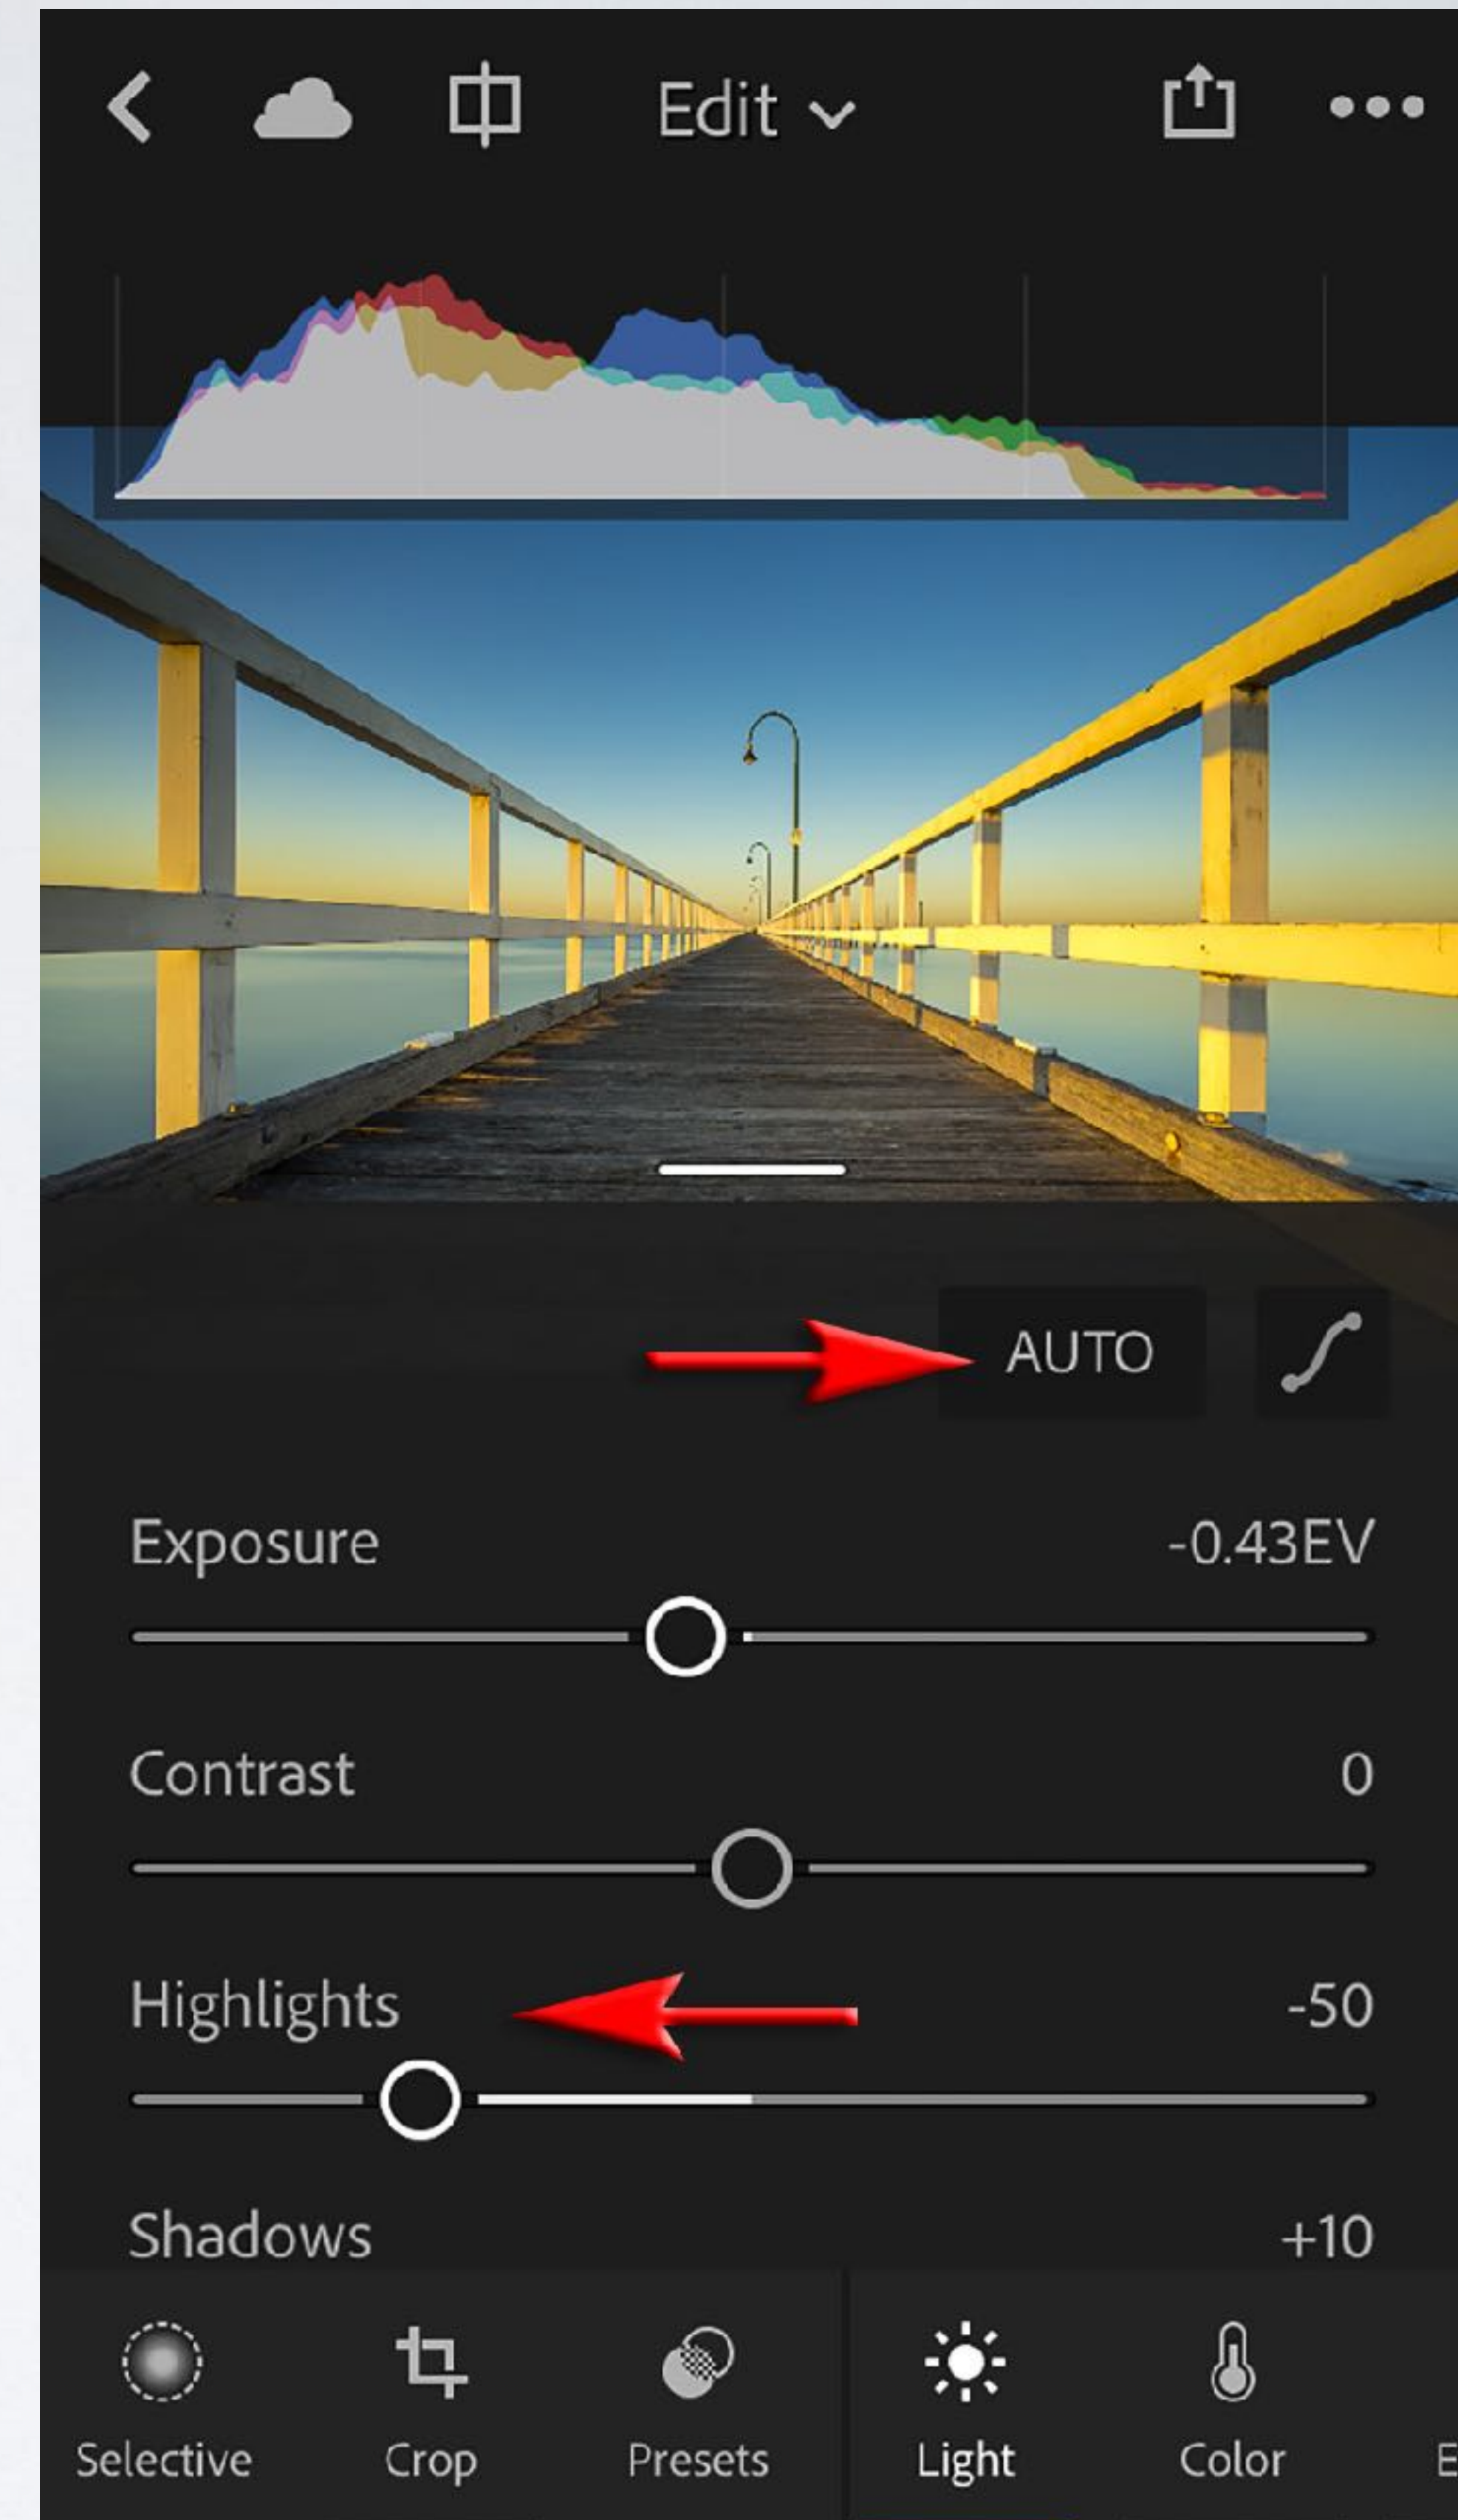 Edit
AUTO
Exposure -0.43EV
Contrast 0
Highlights -50
Shadows +10
Selective Crop Presets Light Color E